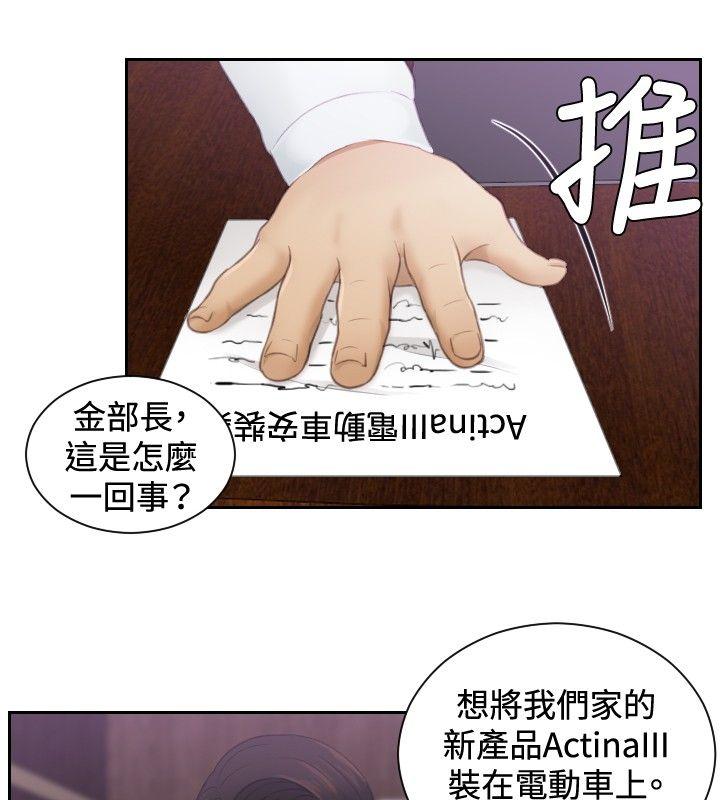 推
ActinaIII電動車安裝
金部長，
這是怎麼
一回事？
想將我們家的
新產品ActinaIII
裝在電動車上。